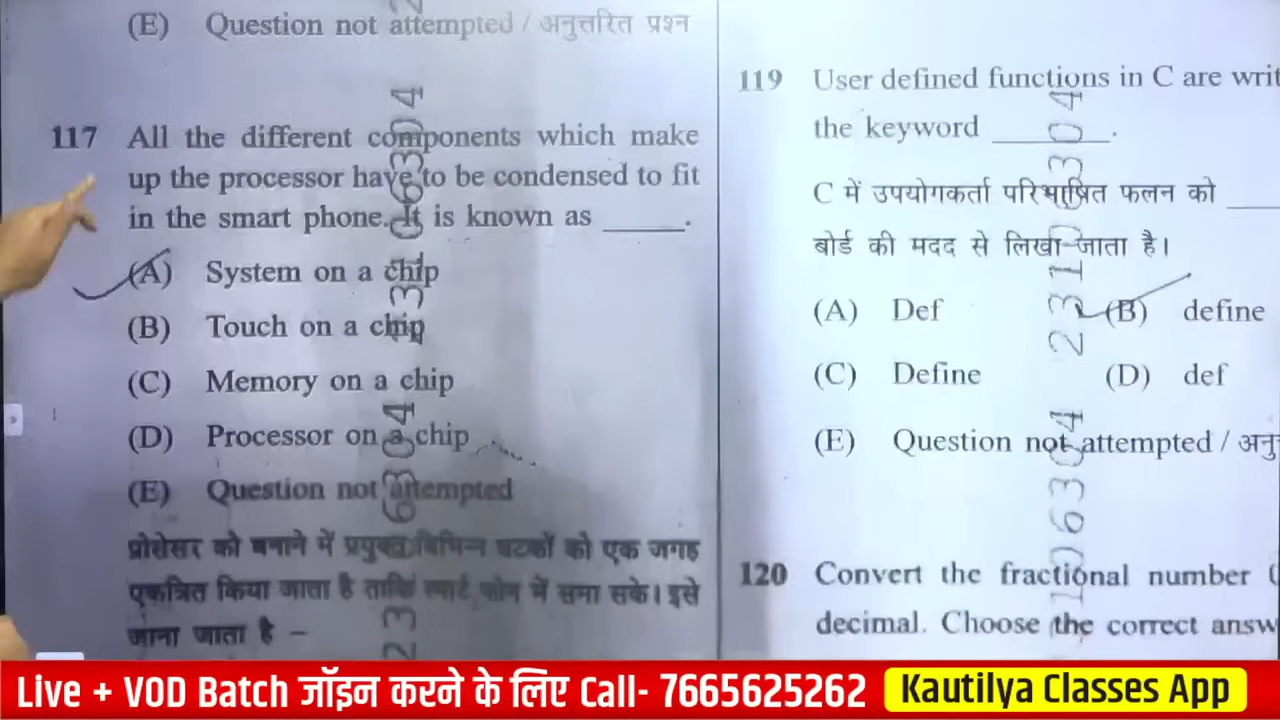 (E) Question not attempted / अनुत्तरित प्रश्न
117 All the different components which make
up the processor have to be condensed to fit
in the smart phone. It is known as ______.
(A) System on a chip
(B) Touch on a chip
(C) Memory on a chip
(D) Processor on a chip
(E) Question not attempted
प्रोसेसर को बनाने में प्रयुक्त विभिन्न घटकों को एक जगह
एकत्रित किया जाता है ताकि स्मार्ट फोन में समा सके। इसे
जाना जाता है –
119 User defined functions in C are writ
the keyword ________.
C में उपयोगकर्ता परिभाषित फलन को ____
बोर्ड की मदद से लिखा जाता है।
(A) Def (B) define
(C) Define (D) def
(E) Question not attempted / अनु
120 Convert the fractional number (
decimal. Choose the correct answ
2310 6304
2310 6304
Live + VOD Batch जॉइन करने के लिए Call- 7665625262
Kautilya Classes App